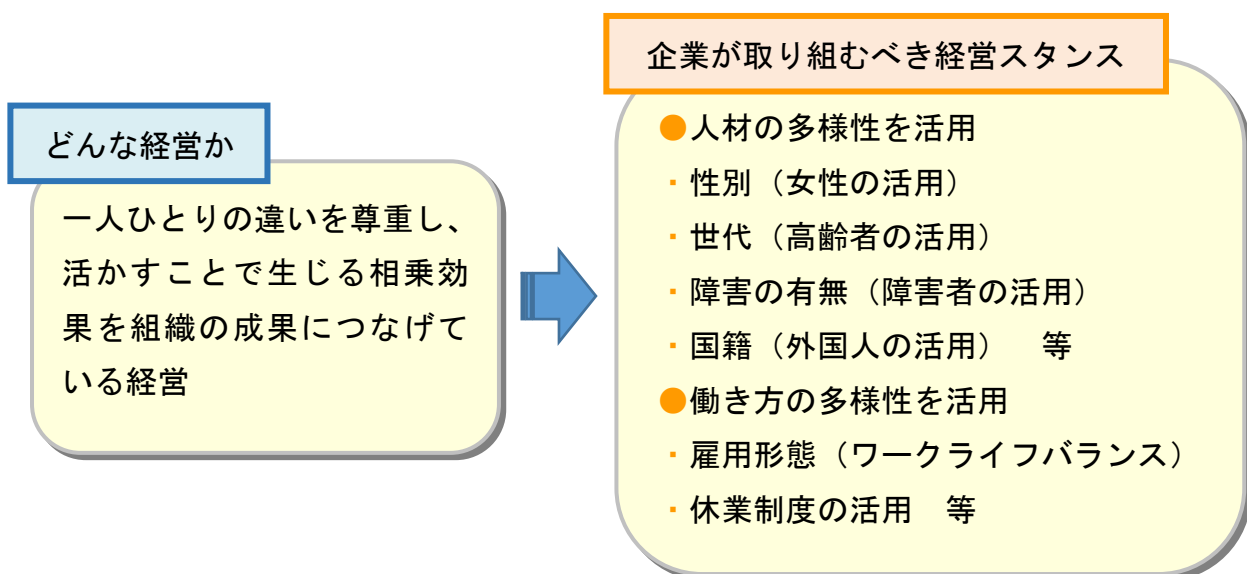 どんな経営か
一人ひとりの違いを尊重し、
活かすことで生じる相乗効
果を組織の成果につなげて
いる経営
企業が取り組むべき経営スタンス
●人材の多様性を活用
・性別（女性の活用）
・世代（高齢者の活用）
・障害の有無（障害者の活用）
・国籍（外国人の活用）　等
●働き方の多様性を活用
・雇用形態（ワークライフバランス）
・休業制度の活用　等